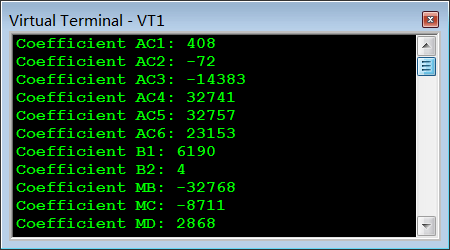 Virtual Terminal - VT1
Coefficient AC1: 408
Coefficient AC2: -72
Coefficient AC3: -14383
Coefficient AC4: 32741
Coefficient AC5: 32757
Coefficient AC6: 23153
Coefficient B1: 6190
Coefficient B2: 4
Coefficient MB: -32768
Coefficient MC: -8711
Coefficient MD: 2868